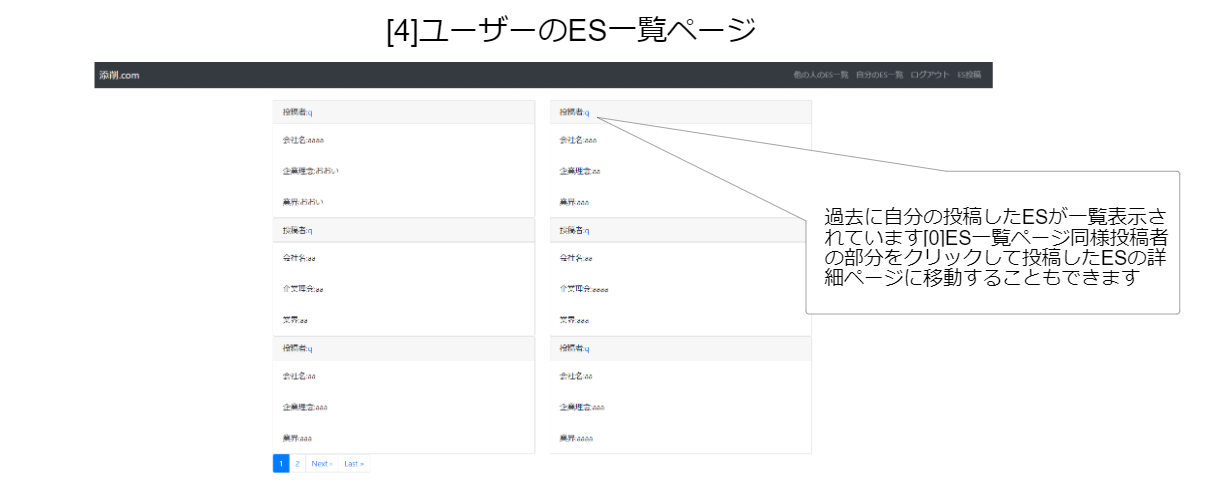 [4]ユーザーのES一覧ページ
添削.com
他の人のES一覧 自分のES一覧 ログアウト ES投稿
投稿者:q
会社名:aaaa
企業理念:おおい
業界:おおい
投稿者:q
会社名:aaa
企業理念:aa
業界:aaa
過去に自分の投稿したESが一覧表示さ
れています[0]ES一覧ページ同様投稿者
の部分をクリックして投稿したESの詳
細ページに移動することもできます
投稿者:q
会社名:aa
企業理念:aa
業界:aa
投稿者:q
会社名:aa
企業理念:aaaa
業界:aaa
投稿者:q
会社名:aa
企業理念:aaa
業界:aaa
投稿者:q
会社名:aa
企業理念:aaa
業界:aaaa
1 2 Next › Last »